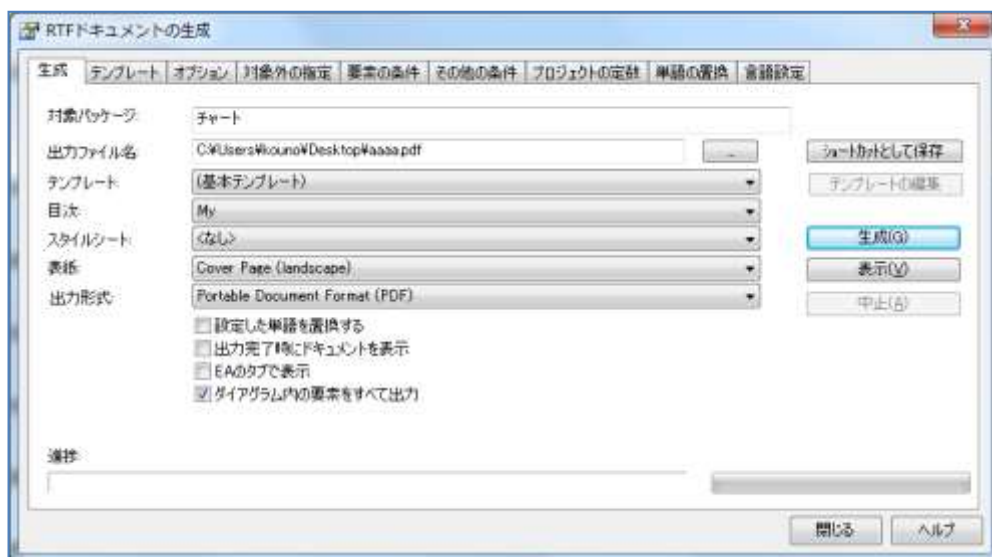 RTFドキュメントの生成
生成 テンプレート オプション 対象外の指定 要素の条件 その他の条件 プロジェクトの定数 単語の置換 言語設定
対象パッケージ: チャート
出力ファイル名 C:¥Users¥kouno¥Desktop¥aaaa.pdf ... ショートカットとして保存
テンプレート: (基本テンプレート) テンプレートの編集
目次: My
スタイルシート: <なし> 生成(G)
表紙: Cover Page (landscape) 表示(V)
出力形式: Portable Document Format (PDF) 中止(A)
設定した単語を置換する
出力完了時にドキュメントを表示
EAのタブで表示
ダイアグラム内の要素をすべて出力
進捗:
閉じる ヘルプ